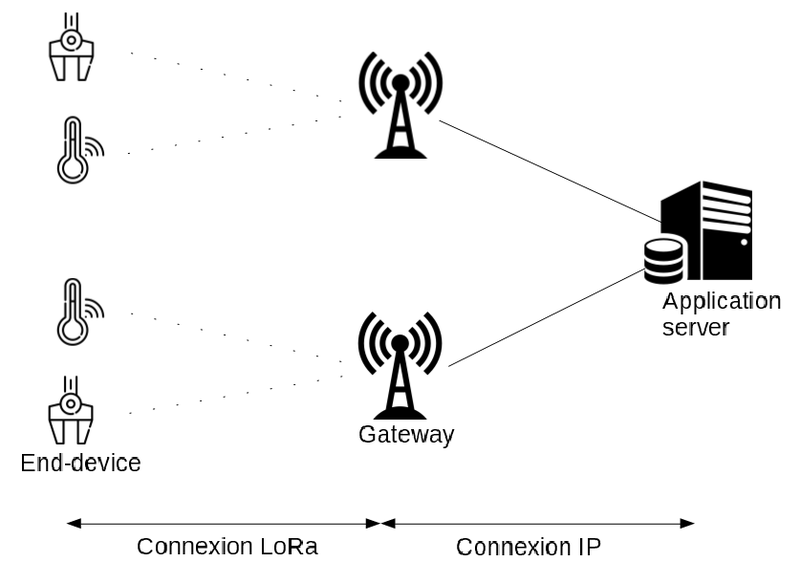 Application
server
Gateway
End-device
Connexion LoRa
Connexion IP